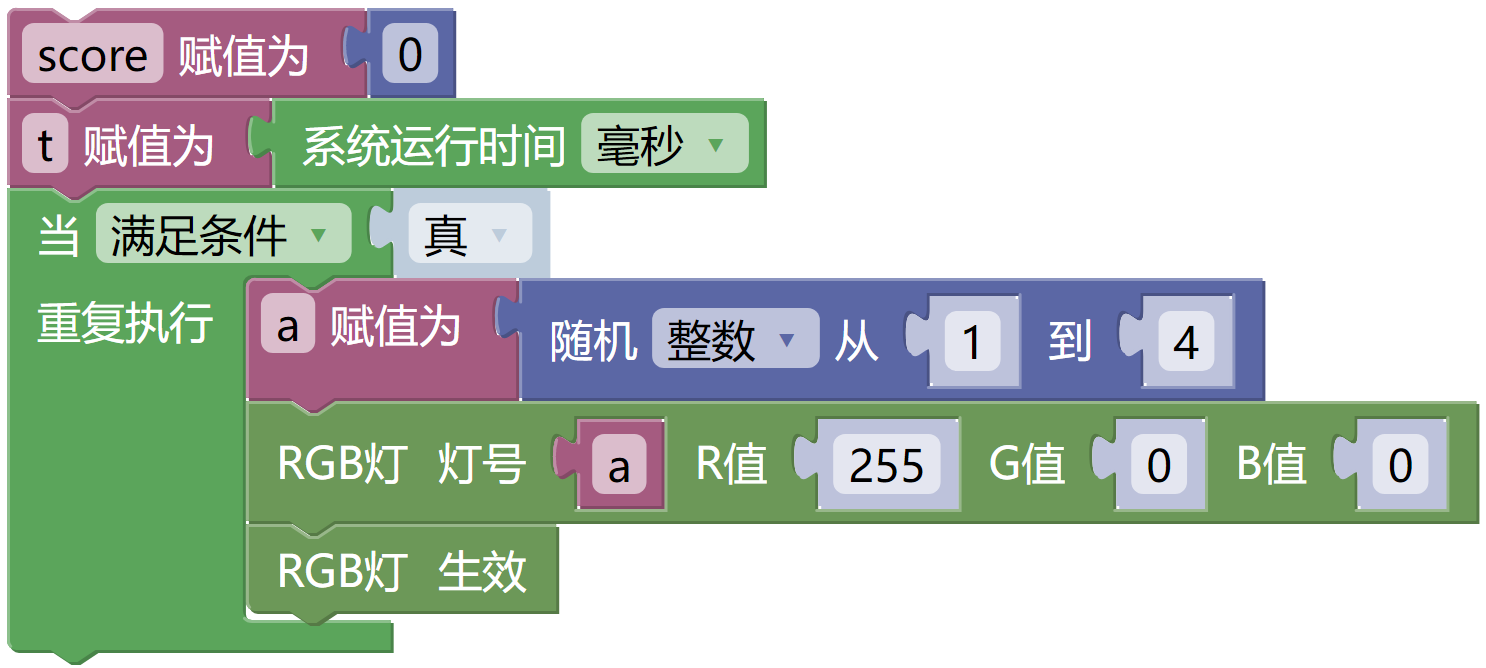 score 赋值为 0
t 赋值为 系统运行时间 毫秒
当 满足条件 真
重复执行 a 赋值为 随机 整数 从 1 到 4
RGB灯 灯号 a R值 255 G值 0 B值 0
RGB灯 生效